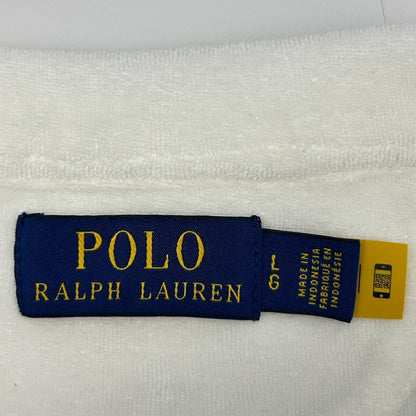 POLO
RALPH LAUREN
L
G
MADE IN
INDONESIA
FABRIQUÉ EN
INDONÉSIE